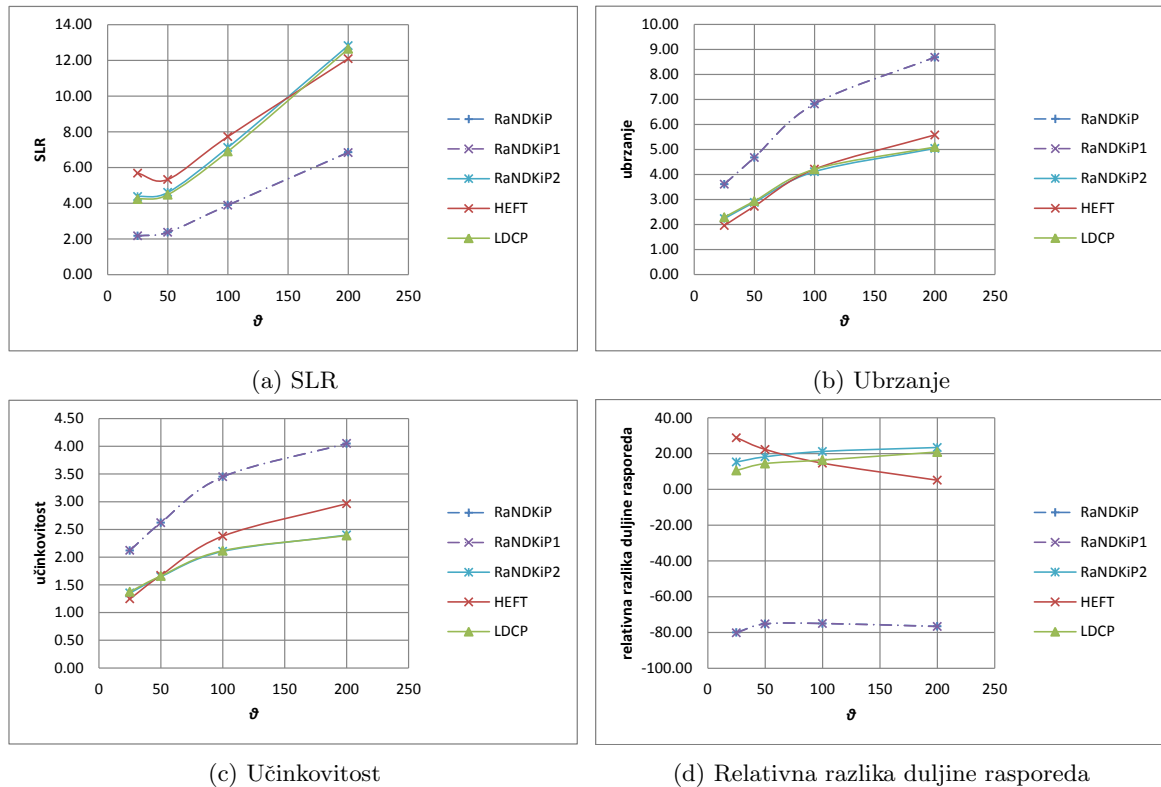 14.00
12.00
10.00
8.00
6.00
4.00
2.00
0.00
SLR
0 50 100 150 200 250
ϑ
RaNDKiP
RaNDKiP1
RaNDKiP2
HEFT
LDCP
(a) SLR
10.00
9.00
8.00
7.00
6.00
5.00
4.00
3.00
2.00
1.00
0.00
ubrzanje
0 50 100 150 200 250
ϑ
RaNDKiP
RaNDKiP1
RaNDKiP2
HEFT
LDCP
(b) Ubrzanje
4.50
4.00
3.50
3.00
2.50
2.00
1.50
1.00
0.50
0.00
učinkovitost
0 50 100 150 200 250
ϑ
RaNDKiP
RaNDKiP1
RaNDKiP2
HEFT
LDCP
(c) Učinkovitost
40.00
20.00
0.00
-20.00
-40.00
-60.00
-80.00
-100.00
relativna razlika duljine rasporeda
0 50 100 150 200 250
ϑ
RaNDKiP
RaNDKiP1
RaNDKiP2
HEFT
LDCP
(d) Relativna razlika duljine rasporeda